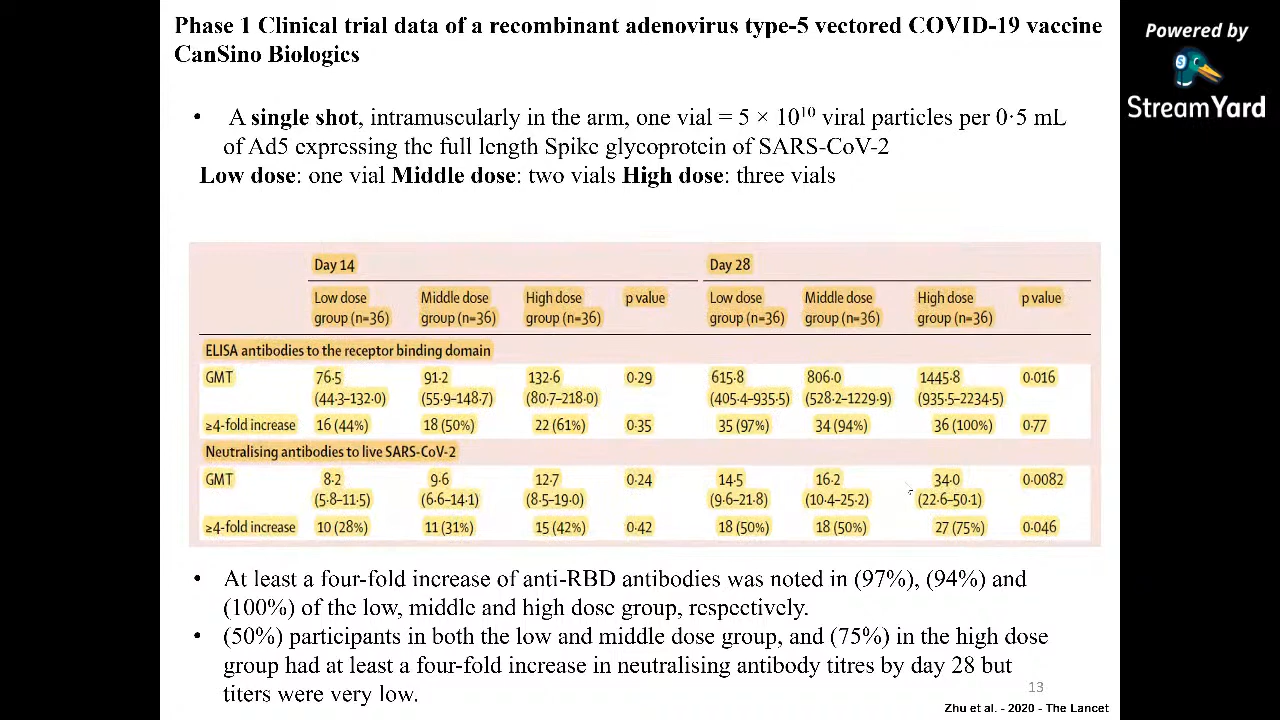 Phase 1 Clinical trial data of a recombinant adenovirus type-5 vectored COVID-19 vaccine
CanSino Biologics
Powered by
StreamYard
• A single shot, intramuscularly in the arm, one vial = 5 × 10¹⁰ viral particles per 0·5 mL
of Ad5 expressing the full length Spike glycoprotein of SARS-CoV-2
Low dose: one vial Middle dose: two vials High dose: three vials
Day 14 Day 28
Low dose Middle dose High dose p value Low dose Middle dose High dose p value
group (n=36) group (n=36) group (n=36) group (n=36) group (n=36) group (n=36)
ELISA antibodies to the receptor binding domain
GMT 76·5 91·2 132·6 0·29 615·8 806·0 1445·8 0·016
(44·3–132·0) (55·9–148·7) (80·7–218·0) (405·4–935·5) (528·2–1229·9) (935·5–2234·5)
≥4-fold increase 16 (44%) 18 (50%) 22 (61%) 0·35 35 (97%) 34 (94%) 36 (100%) 0·77
Neutralising antibodies to live SARS-CoV-2
GMT 8·2 9·6 12·7 0·24 14·5 16·2 34·0 0·0082
(5·8–11·5) (6·6–14·1) (8·5–19·0) (9·6–21·8) (10·4–25·2) (22·6–50·1)
≥4-fold increase 10 (28%) 11 (31%) 15 (42%) 0·42 18 (50%) 18 (50%) 27 (75%) 0·046
• At least a four-fold increase of anti-RBD antibodies was noted in (97%), (94%) and
(100%) of the low, middle and high dose group, respectively.
• (50%) participants in both the low and middle dose group, and (75%) in the high dose
group had at least a four-fold increase in neutralising antibody titres by day 28 but
titers were very low.
13
Zhu et al. - 2020 - The Lancet